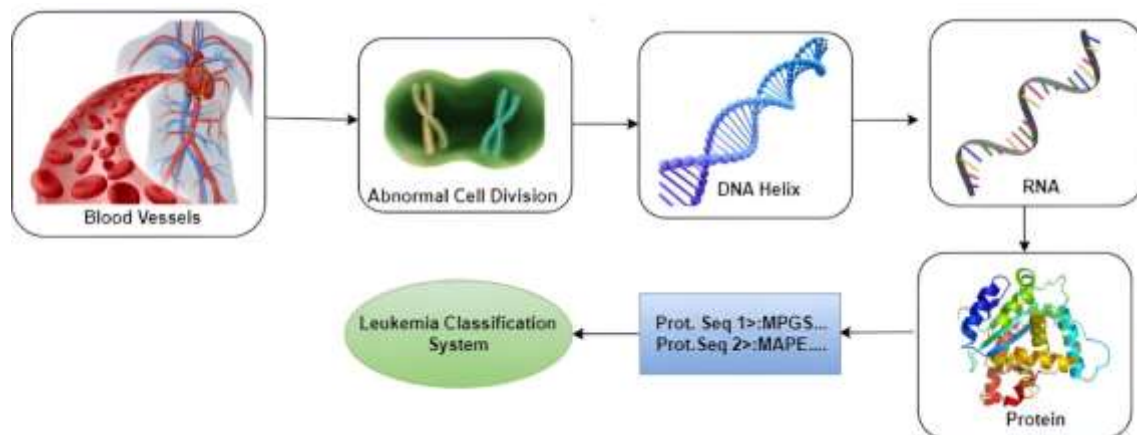 Blood Vessels
Abnormal Cell Division
DNA Helix
RNA
Protein
Prot. Seq 1>:MPGS...
Prot.Seq 2>:MAPE....
Leukemia Classification
System